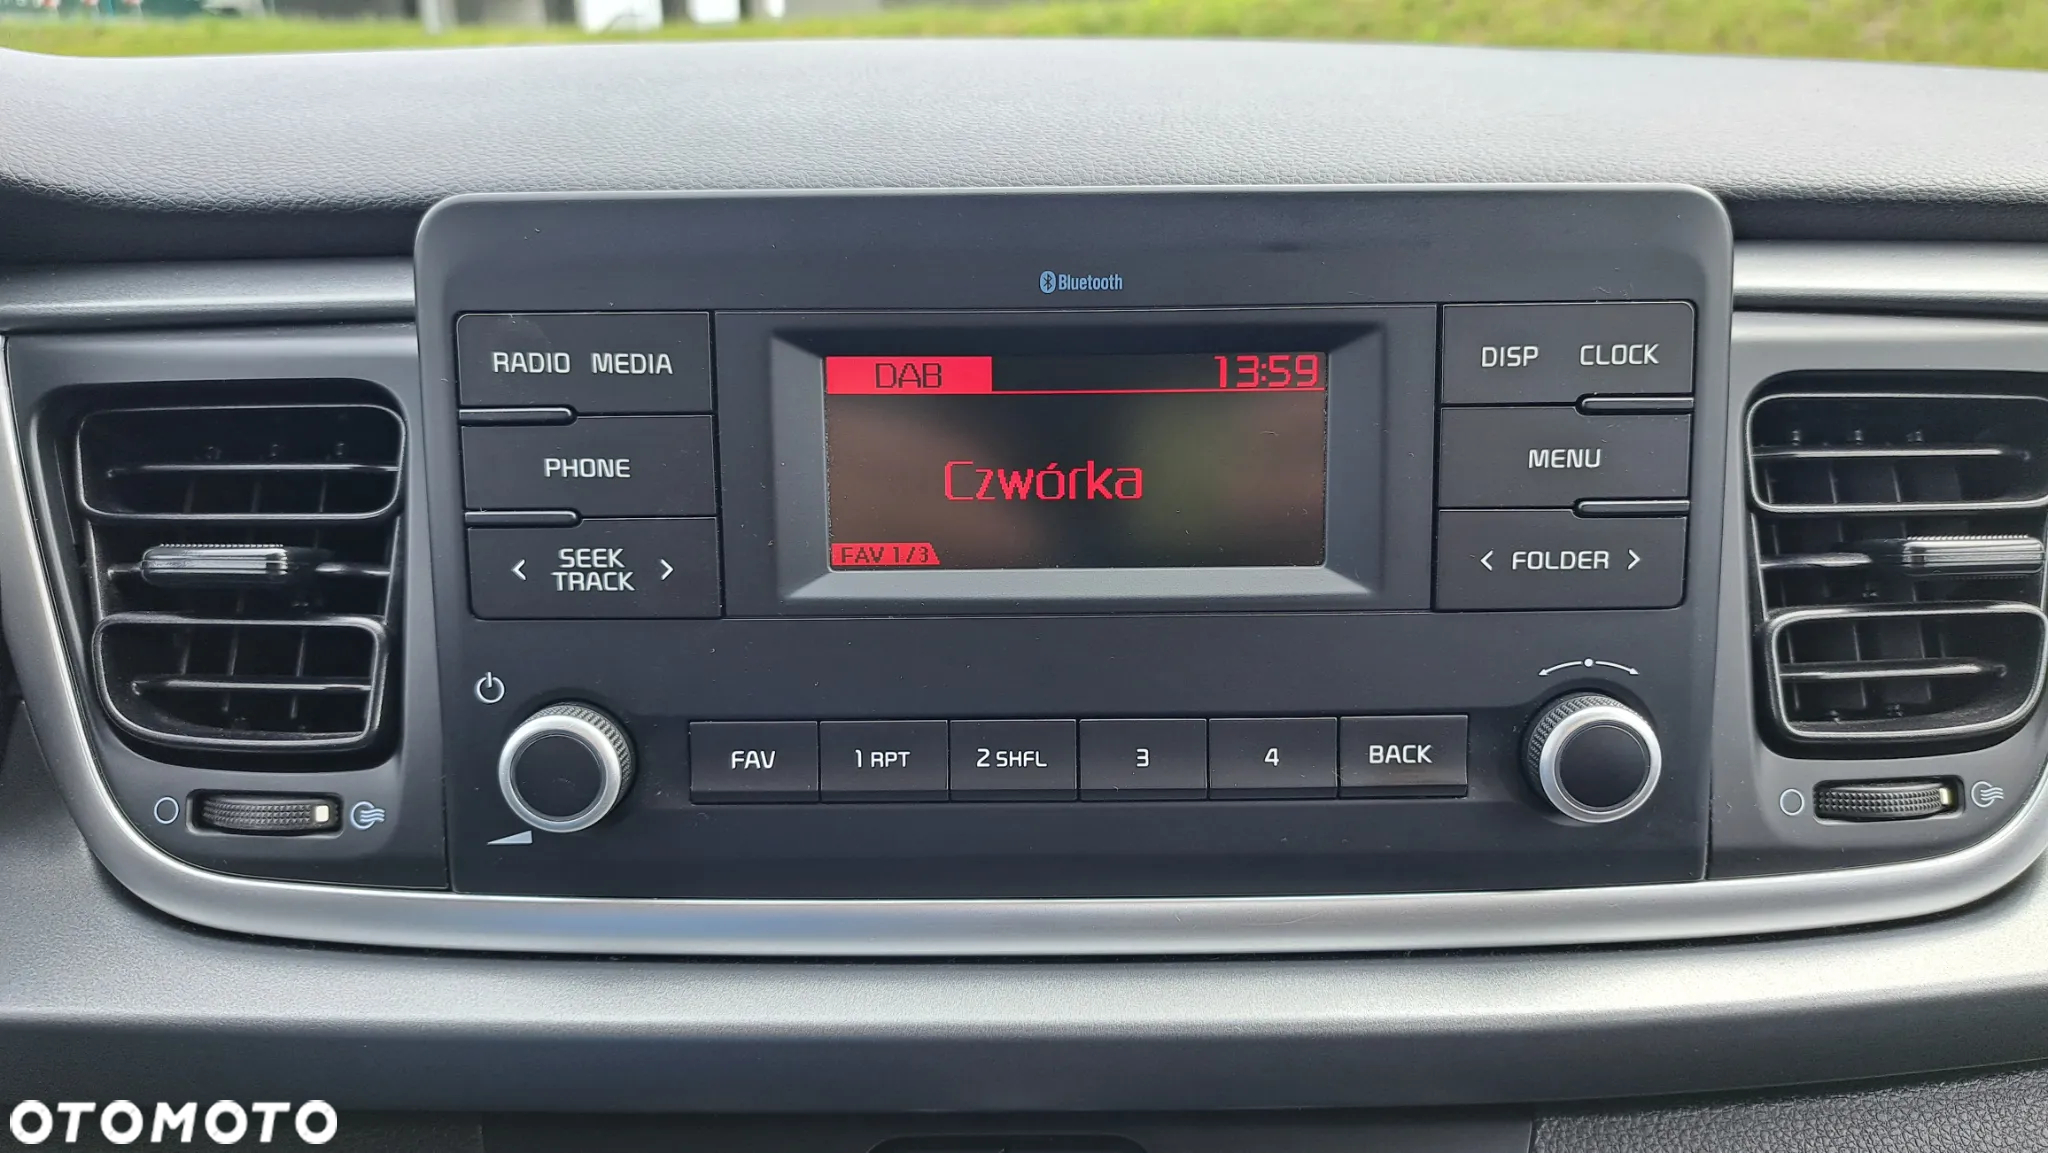 Bluetooth
RADIO MEDIA
DAB 13:59
DISP CLOCK
PHONE
Czwórka
MENU
< SEEK TRACK >
FAV 1/3
< FOLDER >
FAV
1 RPT
2 SHFL
3
4
BACK
OTOMOTO